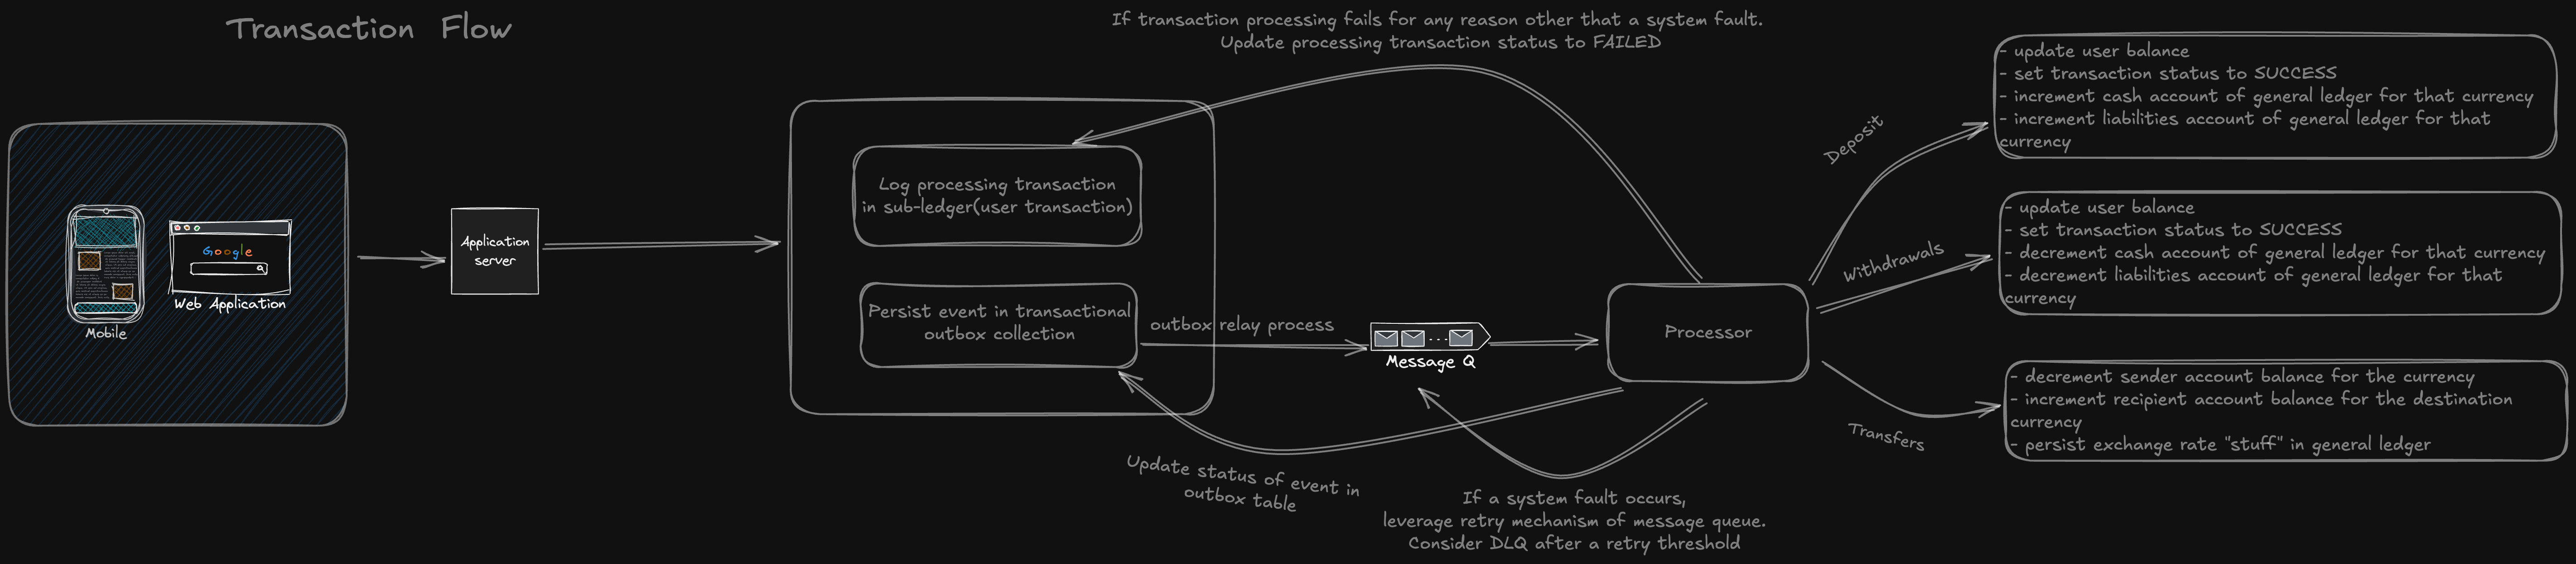 Transaction Flow
If transaction processing fails for any reason other that a system fault.
Update processing transaction status to FAILED
Google
Web Application
Mobile
Application
server
Log processing transaction
in sub-ledger(user transaction)
Persist event in transactional
outbox collection
outbox relay process
Message Q
Update status of event in
outbox table
If a system fault occurs,
leverage retry mechanism of message queue.
Consider DLQ after a retry threshold
Processor
Deposit
- update user balance
- set transaction status to SUCCESS
- increment cash account of general ledger for that currency
- increment liabilities account of general ledger for that
currency
Withdrawals
- update user balance
- set transaction status to SUCCESS
- decrement cash account of general ledger for that currency
- decrement liabilities account of general ledger for that
currency
Transfers
- decrement sender account balance for the currency
- increment recipient account balance for the destination
currency
- persist exchange rate "stuff" in general ledger